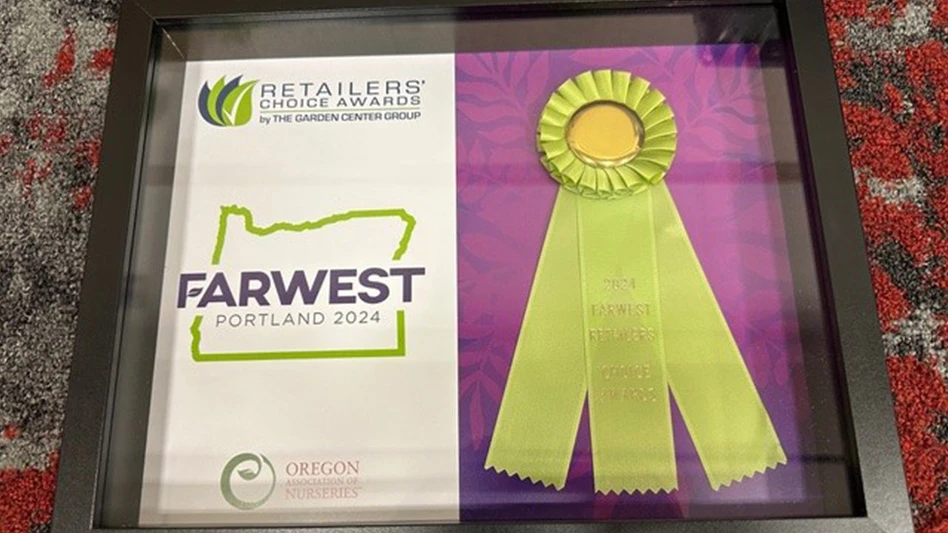 RETAILERS'
CHOICE AWARDS
by THE GARDEN CENTER GROUP
FARWEST
PORTLAND 2024
OREGON
ASSOCIATION OF
NURSERIES
2024
FARWEST
RETAILERS
CHOICE
AWARDS